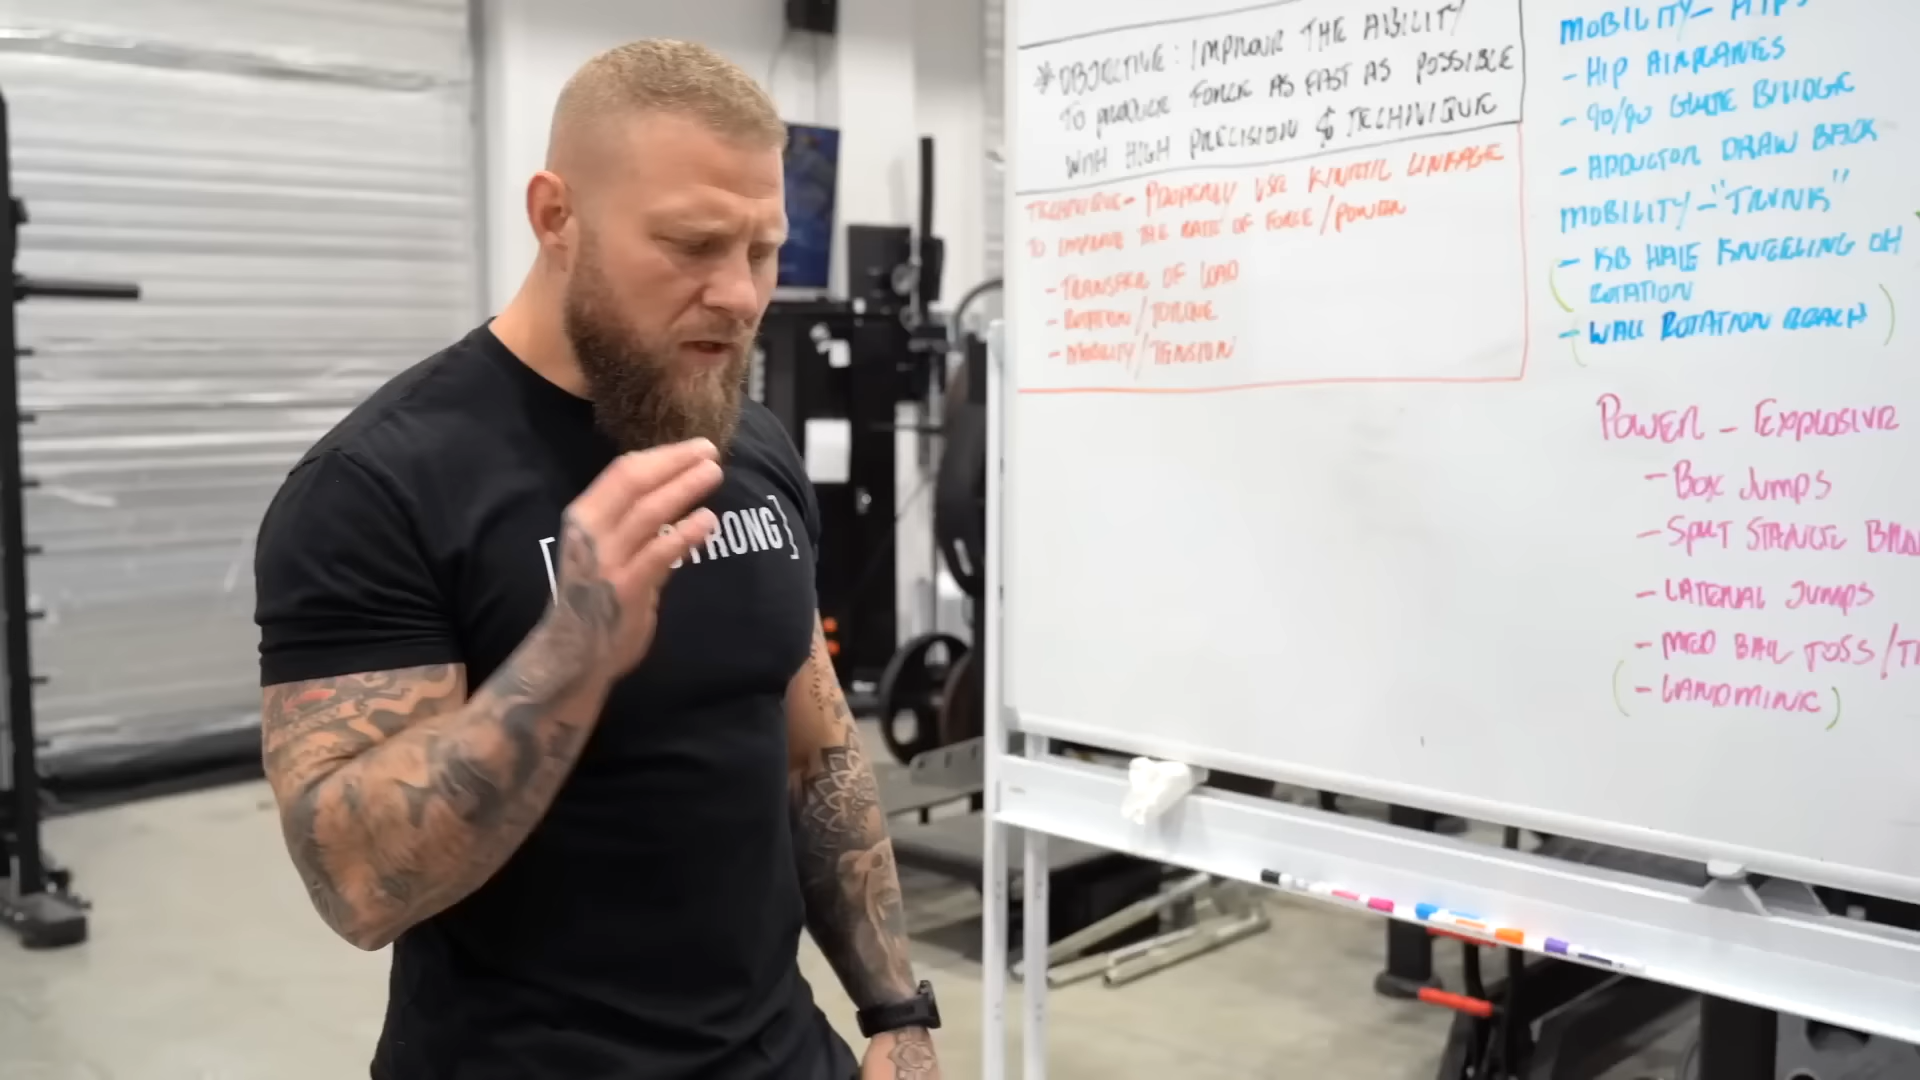 * OBJECTIVE: IMPROVE THE ABILITY
TO PRODUCE FORCE AS FAST AS POSSIBLE
WITH HIGH PRECISION & TECHNIQUE
TECHNIQUE - PROPERLY USE KINETIC LINKAGE
TO IMPROVE THE RATE OF FORCE/POWER
- TRANSFER OF LOAD
- ROTATION/TORQUE
- MOBILITY/TENSION
MOBILITY - HIPS
- HIP AIRPLANES
- 90/90 GLUTE BRIDGE
- ADDUCTOR DRAW BACK
MOBILITY - "TRUNK"
(- KB HALF KNEELING OH
ROTATION
- WALL ROTATION REACH)
POWER - EXPLOSIVE
- BOX JUMPS
- SPLIT STANCE
- LATERAL JUMPS
- MED BALL TOSS/
(- LANDMINE)
[ STRONG]